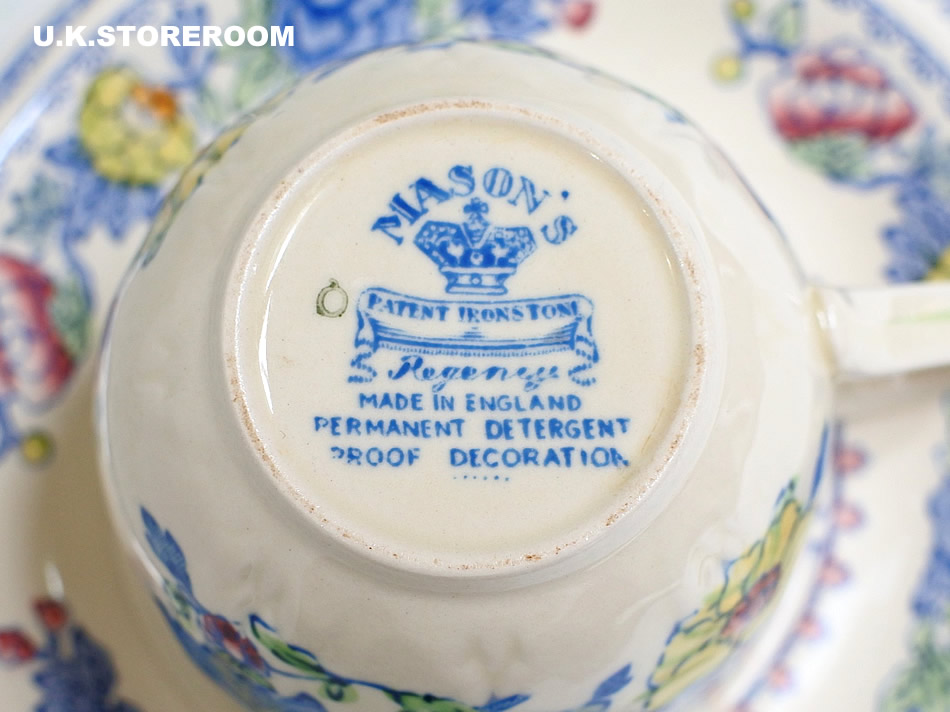 U.K.STOREROOM
MASON'S
PATENT IRONSTONE
Regency
MADE IN ENGLAND
PERMANENT DETERGENT
PROOF DECORATION